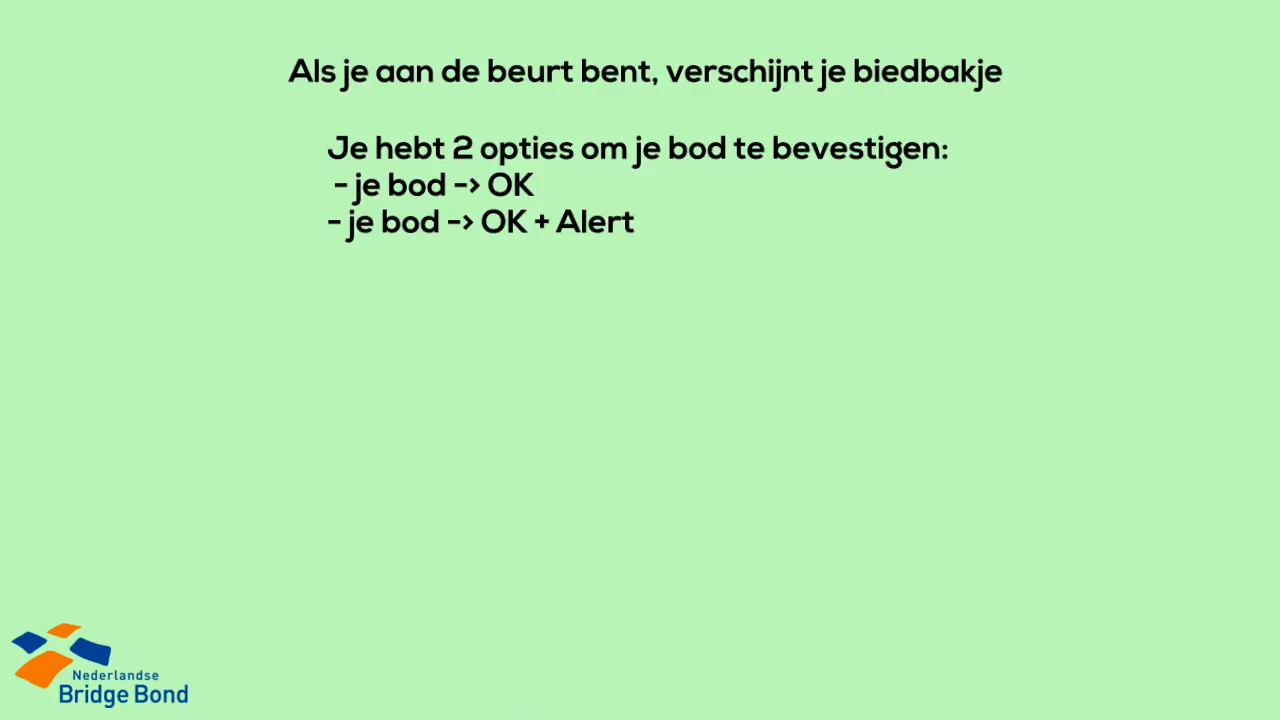 Als je aan de beurt bent, verschijnt je biedbakje
Je hebt 2 opties om je bod te bevestigen:
- je bod -> OK
- je bod -> OK + Alert
Nederlandse
Bridge Bond